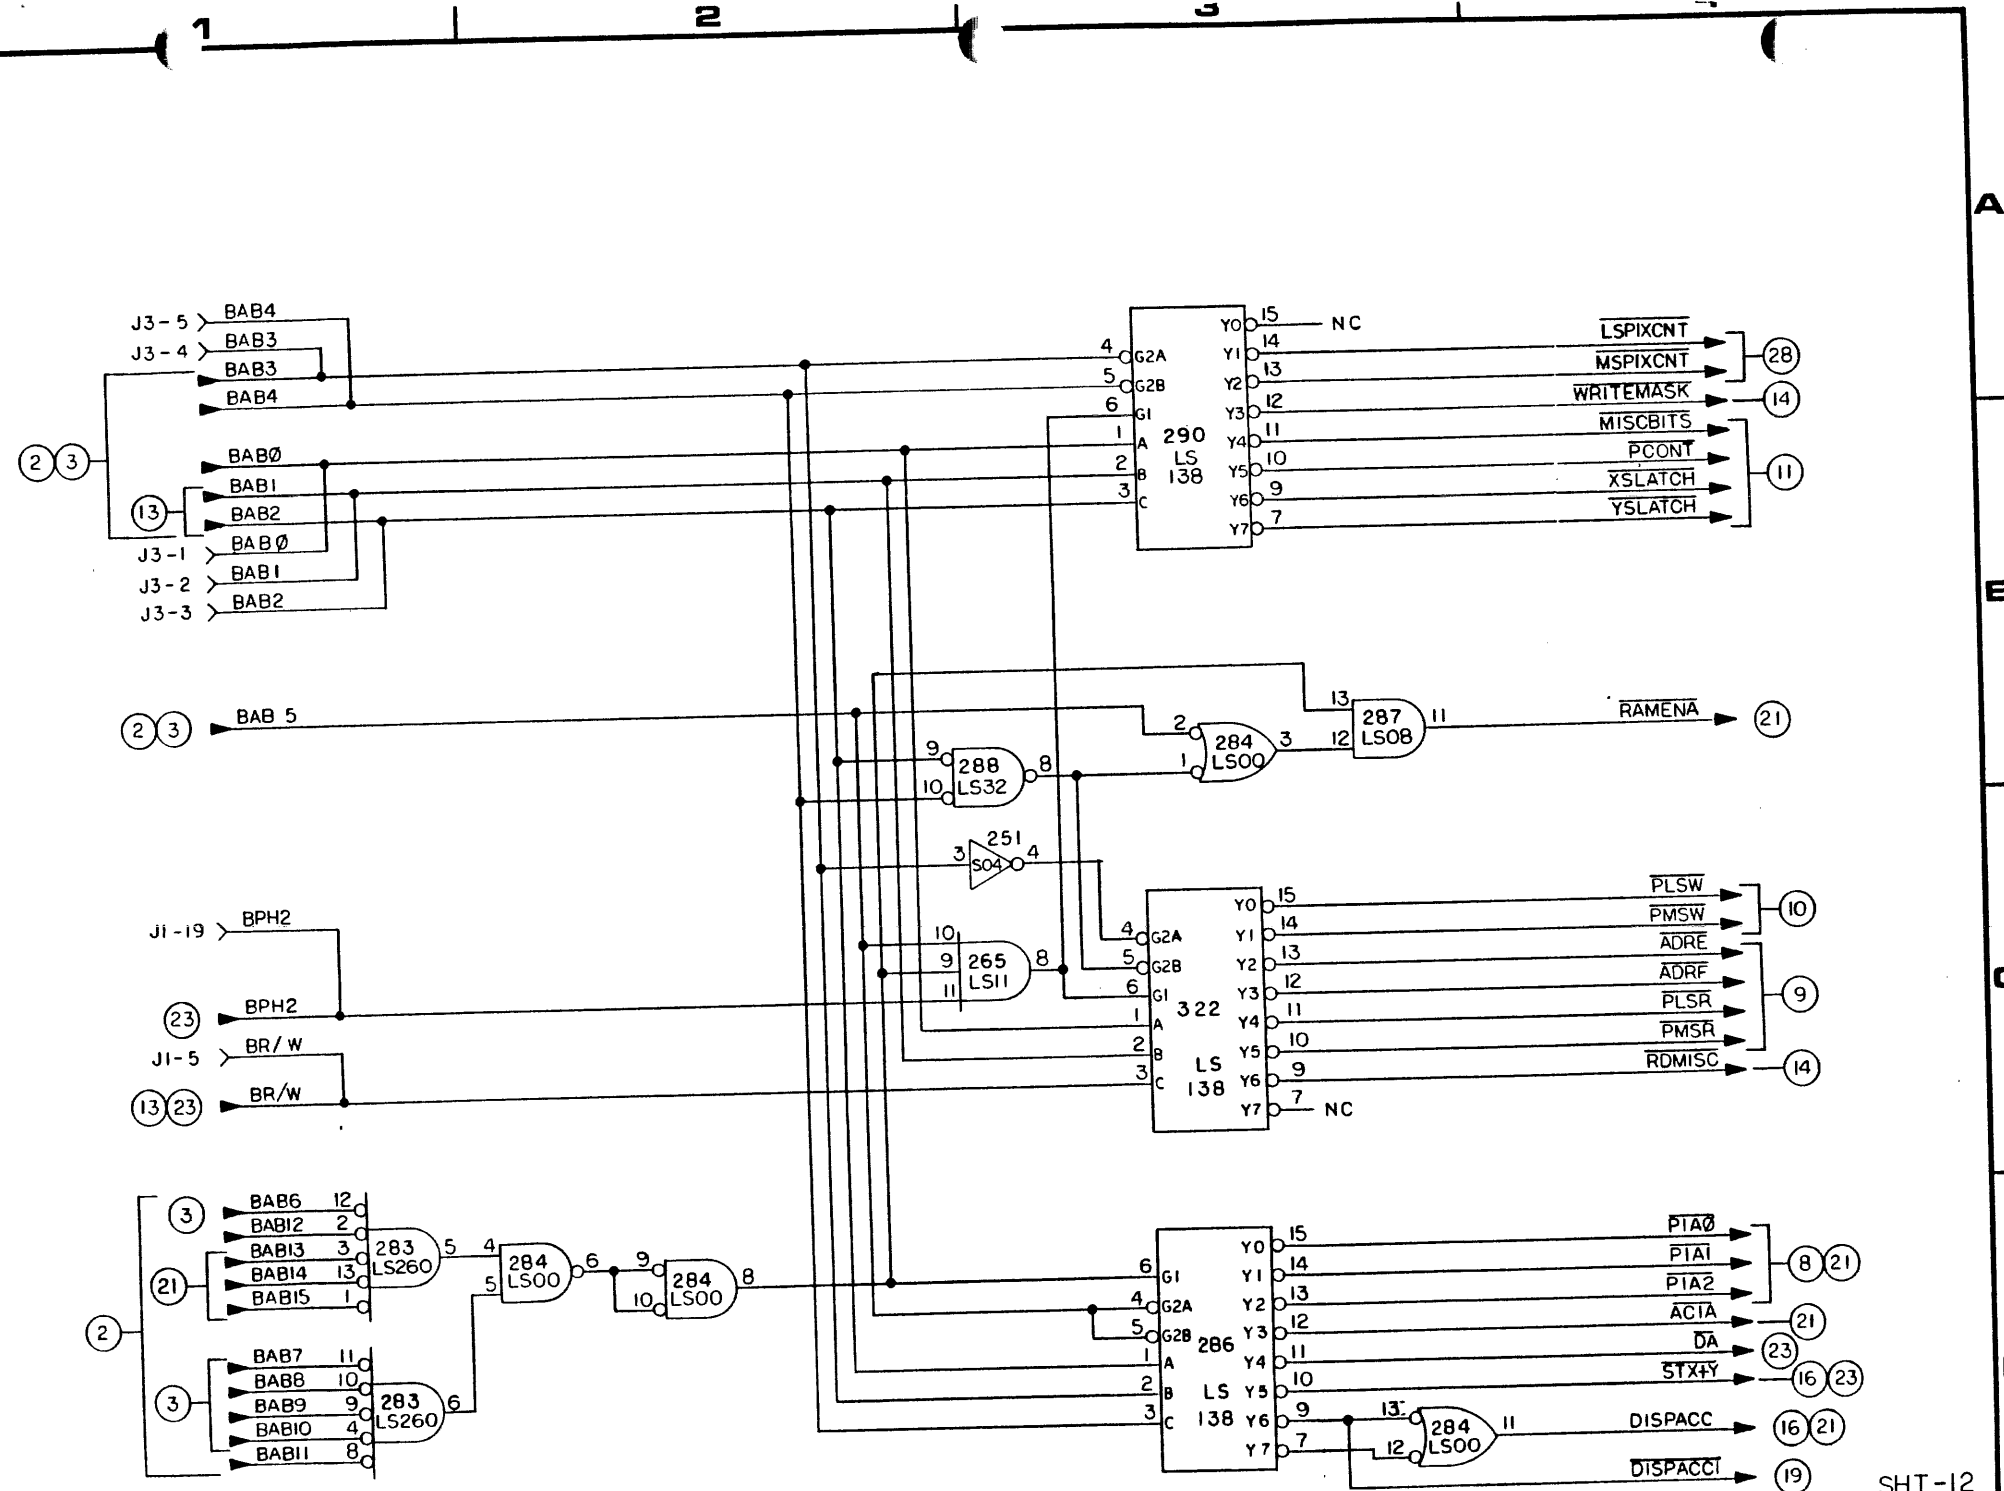 1 2 3
A
J3-5 BAB4
J3-4 BAB3
BAB3
BAB4
2 3
BABØ
13 BAB1
BAB2
J3-1 BABØ
J3-2 BAB1
J3-3 BAB2
4 G2A
5 G2B
6 G1
1 A
2 B
3 C
290
LS
138
Y0 15 NC
Y1 14 LSPIXCNT
Y2 13 MSPIXCNT
28
Y3 12 WRITEMASK 14
Y4 11 MISCBITS
Y5 10 PCONT
11
Y6 9 XSLATCH
Y7 7 YSLATCH
2 3 BAB 5
9
10
288
LS32
8
2
1
284
LS00
3
13
12
287
LS08
11
RAMENA 21
251
3 S04 4
J1-19 BPH2
23 BPH2
J1-5 BR/W
13 23 BR/W
10
9
11
265
LS11
8
4 G2A
5 G2B
6 G1
1 A
2 B
3 C
322
LS
138
Y0 15 PLSW
Y1 14 PMSW
10
Y2 13 ADRE
Y3 12 ADRF
Y4 11 PLSR
Y5 10 PMSR
9
Y6 9 RDMISC 14
Y7 7 NC
3 BAB6 12
BAB12 2
BAB13 3
21 BAB14 13
BAB15 1
283
LS260
5
2
BAB7 11
BAB8 10
3 BAB9 9
BAB10 4
BAB11 8
283
LS260
6
4
5
284
LS00
6
9
10
284
LS00
8
6 G1
4 G2A
5 G2B
1 A
2 B
3 C
286
LS
138
Y0 15 PIAØ
Y1 14 PIA1
Y2 13 PIA2
8 21
Y3 12 ACIA 21
Y4 11 DA 23
Y5 10 STX+Y 16 23
Y6 9
Y7 7
13
12
284
LS00
11
DISPACC 16 21
DISPACC1 19
SHT-12